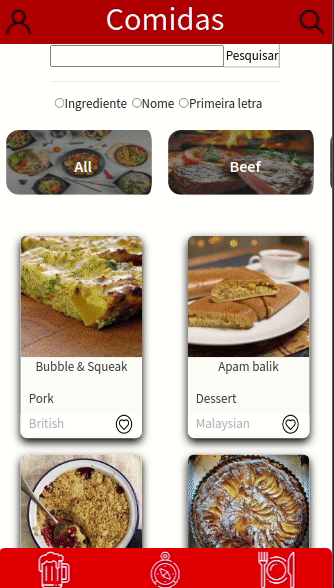 Comidas
Pesquisar
Ingrediente Nome Primeira letra
All Beef
Bubble & Squeak Apam balik
Pork Dessert
British Malaysian